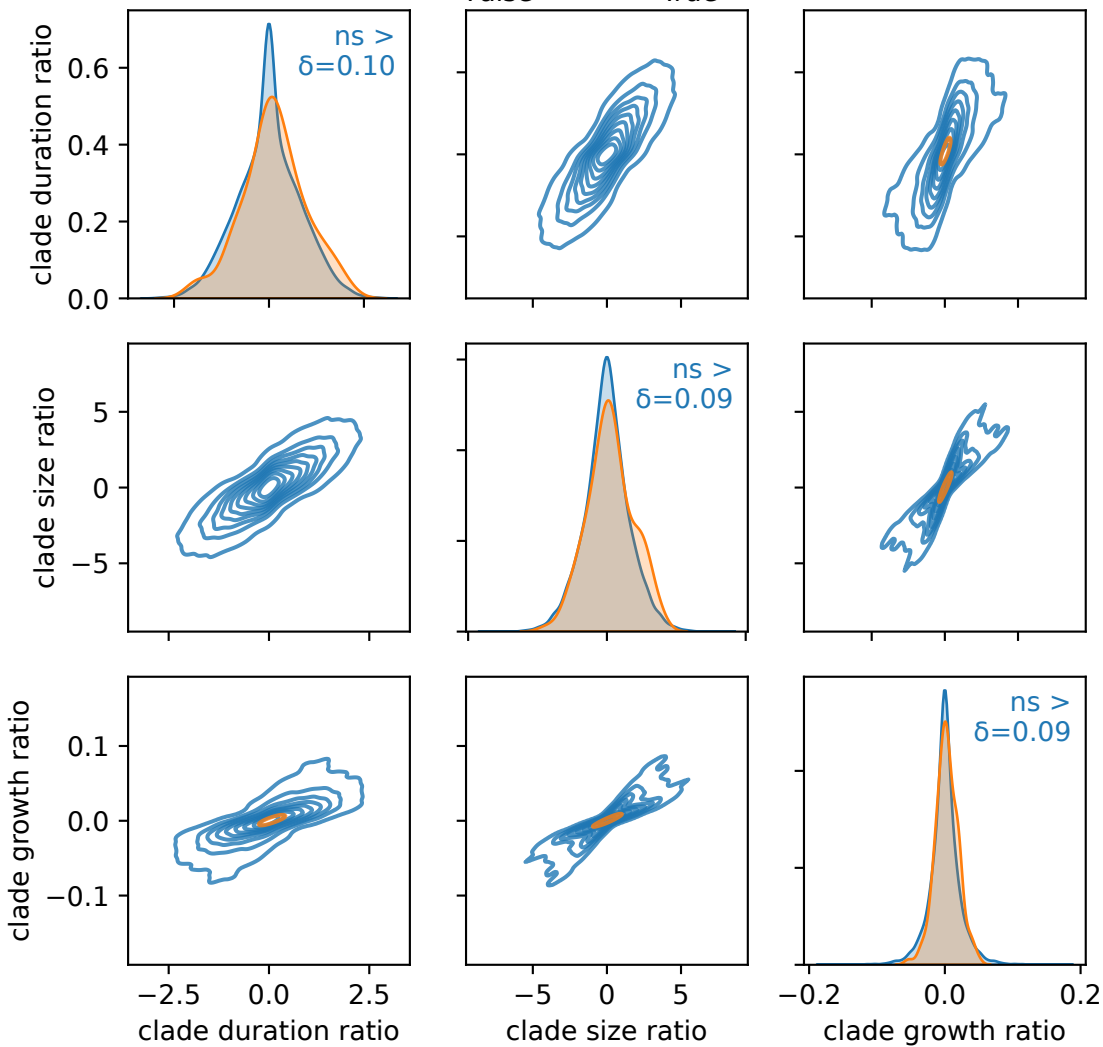 clade duration ratio
0.6
0.4
0.2
0.0
ns >
δ=0.10
clade size ratio
5
0
−5
ns >
δ=0.09
clade growth ratio
0.1
0.0
−0.1
ns >
δ=0.09
−2.5 0.0 2.5
−5 0 5
−0.2 0.0 0.2
clade duration ratio
clade size ratio
clade growth ratio